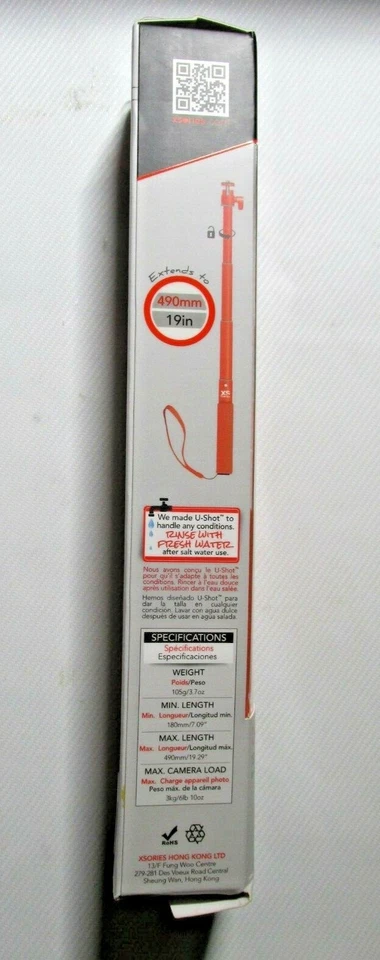 Extends to
490mm
19in
XS
We made U-Shot™ to
handle any conditions.
RINSE WITH
FRESH WATER
after salt water use.
Nous avons conçu le U-Shot™
pour qu'il s'adapte à toutes les
conditions. Rincer à l'eau douce
après utilisation dans l'eau salée.
Hemos diseñado U-Shot™ para
dar la talla en cualquier
condición. Lavar con agua dulce
después de usar en agua salada.
SPECIFICATIONS
Spécifications
Especificaciones
WEIGHT
Poids/Peso
105g/3.7oz
MIN. LENGTH
Min. Longueur/Longitud min.
180mm/7.09"
MAX. LENGTH
Max. Longueur/Longitud máx.
490mm/19.29"
MAX. CAMERA LOAD
Max. Charge appareil photo
Peso máx. de la cámara
3kg/6lb 10oz
RoHS
XSORIES HONG KONG LTD
13/F Fung Woo Centre
279-281 Des Voeux Road Central
Sheung Wan, Hong Kong